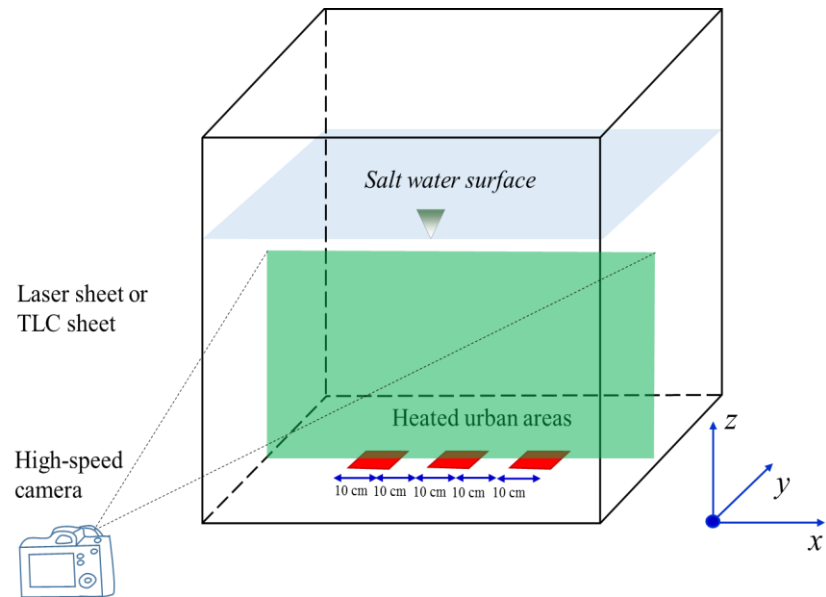 Salt water surface
Laser sheet or
TLC sheet
Heated urban areas
High-speed
camera
10 cm 10 cm 10 cm 10 cm 10 cm
z
y
x